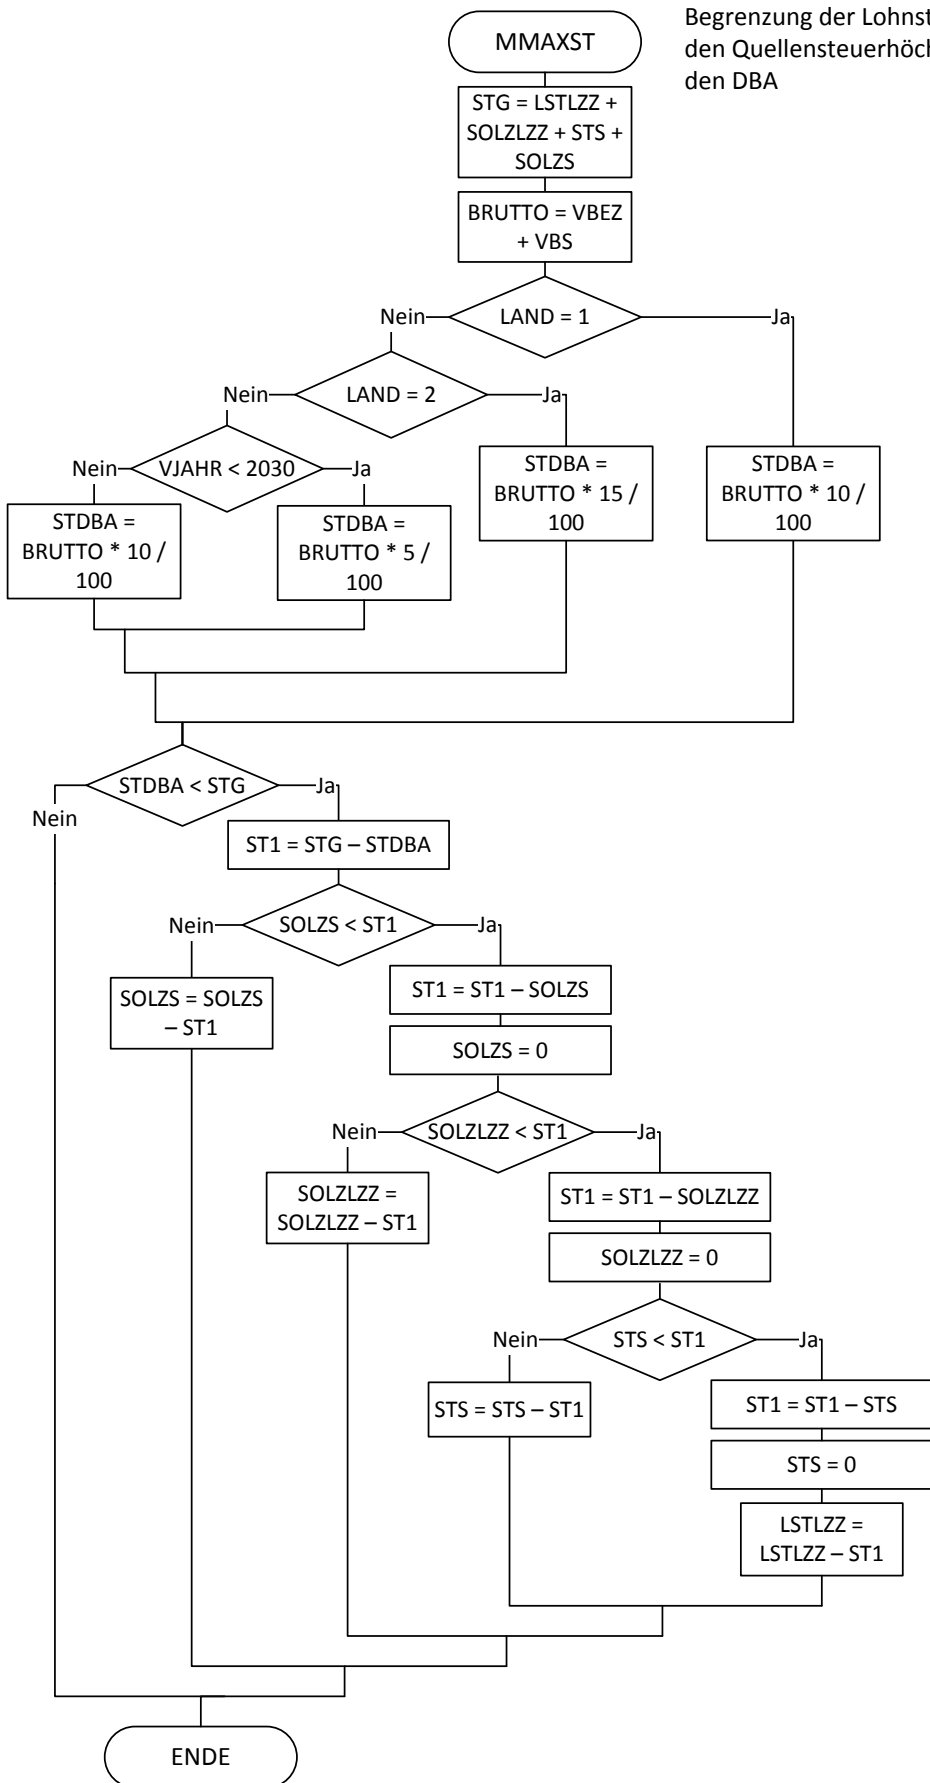 MMAXST
Begrenzung der Lohnst
den Quellensteuerhöch
den DBA
STG = LSTLZZ +
SOLZLZZ + STS +
SOLZS
BRUTTO = VBEZ
+ VBS
LAND = 1
Nein
Ja
LAND = 2
Nein
Ja
VJAHR < 2030
Nein
Ja
STDBA =
BRUTTO * 10 /
100
STDBA =
BRUTTO * 5 /
100
STDBA =
BRUTTO * 15 /
100
STDBA =
BRUTTO * 10 /
100
STDBA < STG
Nein
Ja
ST1 = STG – STDBA
SOLZS < ST1
Nein
Ja
SOLZS = SOLZS
– ST1
ST1 = ST1 – SOLZS
SOLZS = 0
SOLZLZZ < ST1
Nein
Ja
SOLZLZZ =
SOLZLZZ – ST1
ST1 = ST1 – SOLZLZZ
SOLZLZZ = 0
STS < ST1
Nein
Ja
STS = STS – ST1
ST1 = ST1 – STS
STS = 0
LSTLZZ =
LSTLZZ – ST1
ENDE